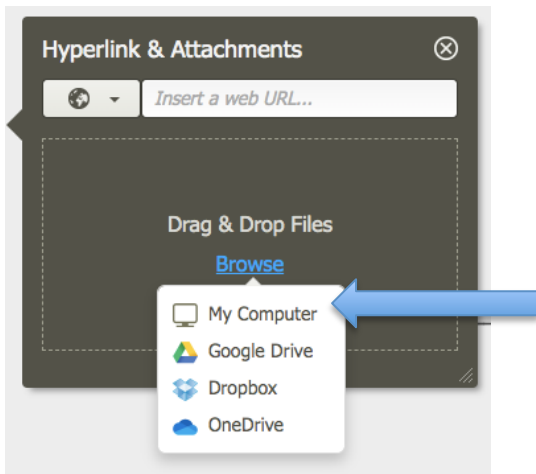 Hyperlink & Attachments
Insert a web URL...
Drag & Drop Files
Browse
My Computer
Google Drive
Dropbox
OneDrive